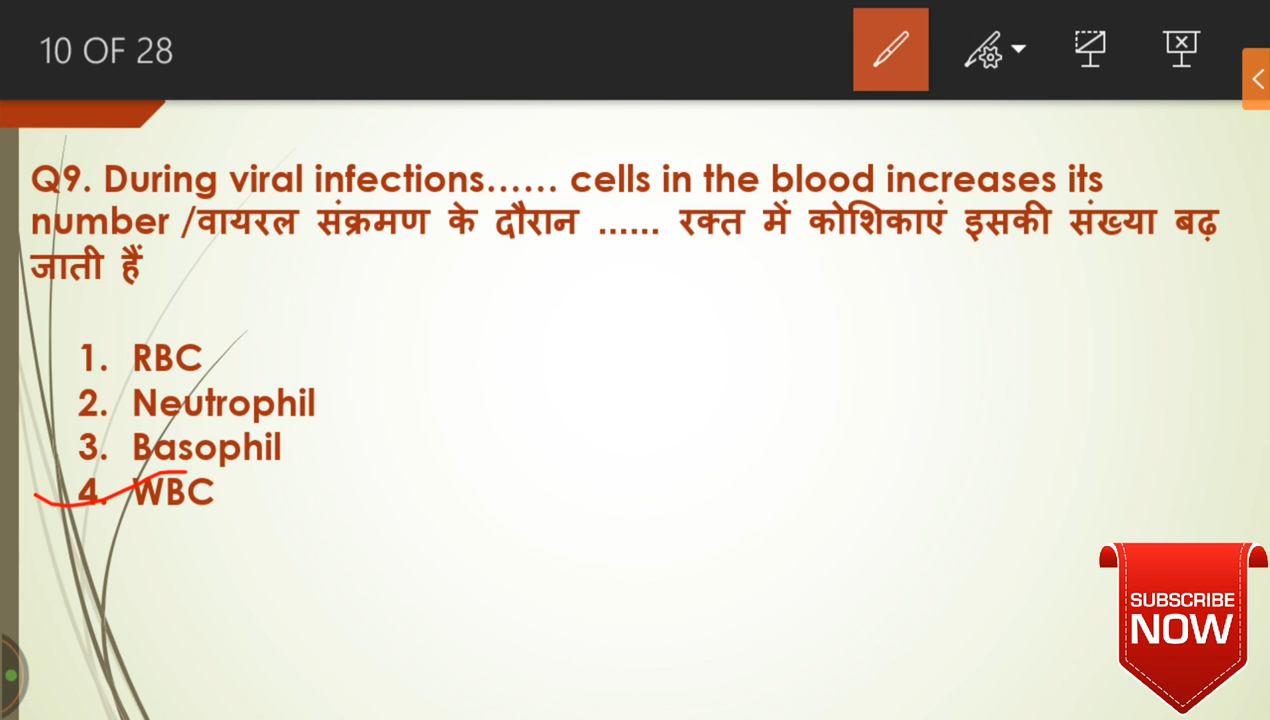 10 OF 28
Q9. During viral infections...... cells in the blood increases its
number /वायरल संक्रमण के दौरान ...... रक्त में कोशिकाएं इसकी संख्या बढ़
जाती हैं
1. RBC
2. Neutrophil
3. Basophil
4. WBC
SUBSCRIBE
NOW